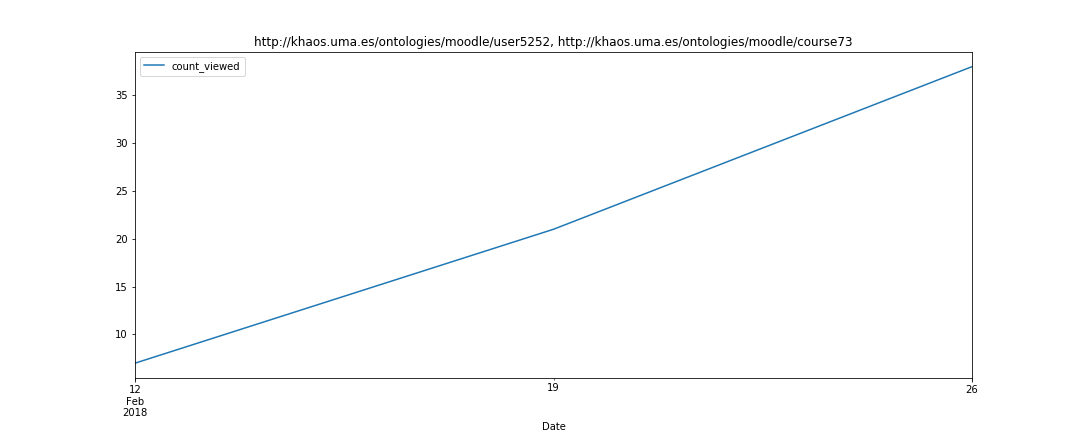 http://khaos.uma.es/ontologies/moodle/user5252, http://khaos.uma.es/ontologies/moodle/course73
count_viewed
35
30
25
20
15
10
12 19 26
Feb
2018
Date